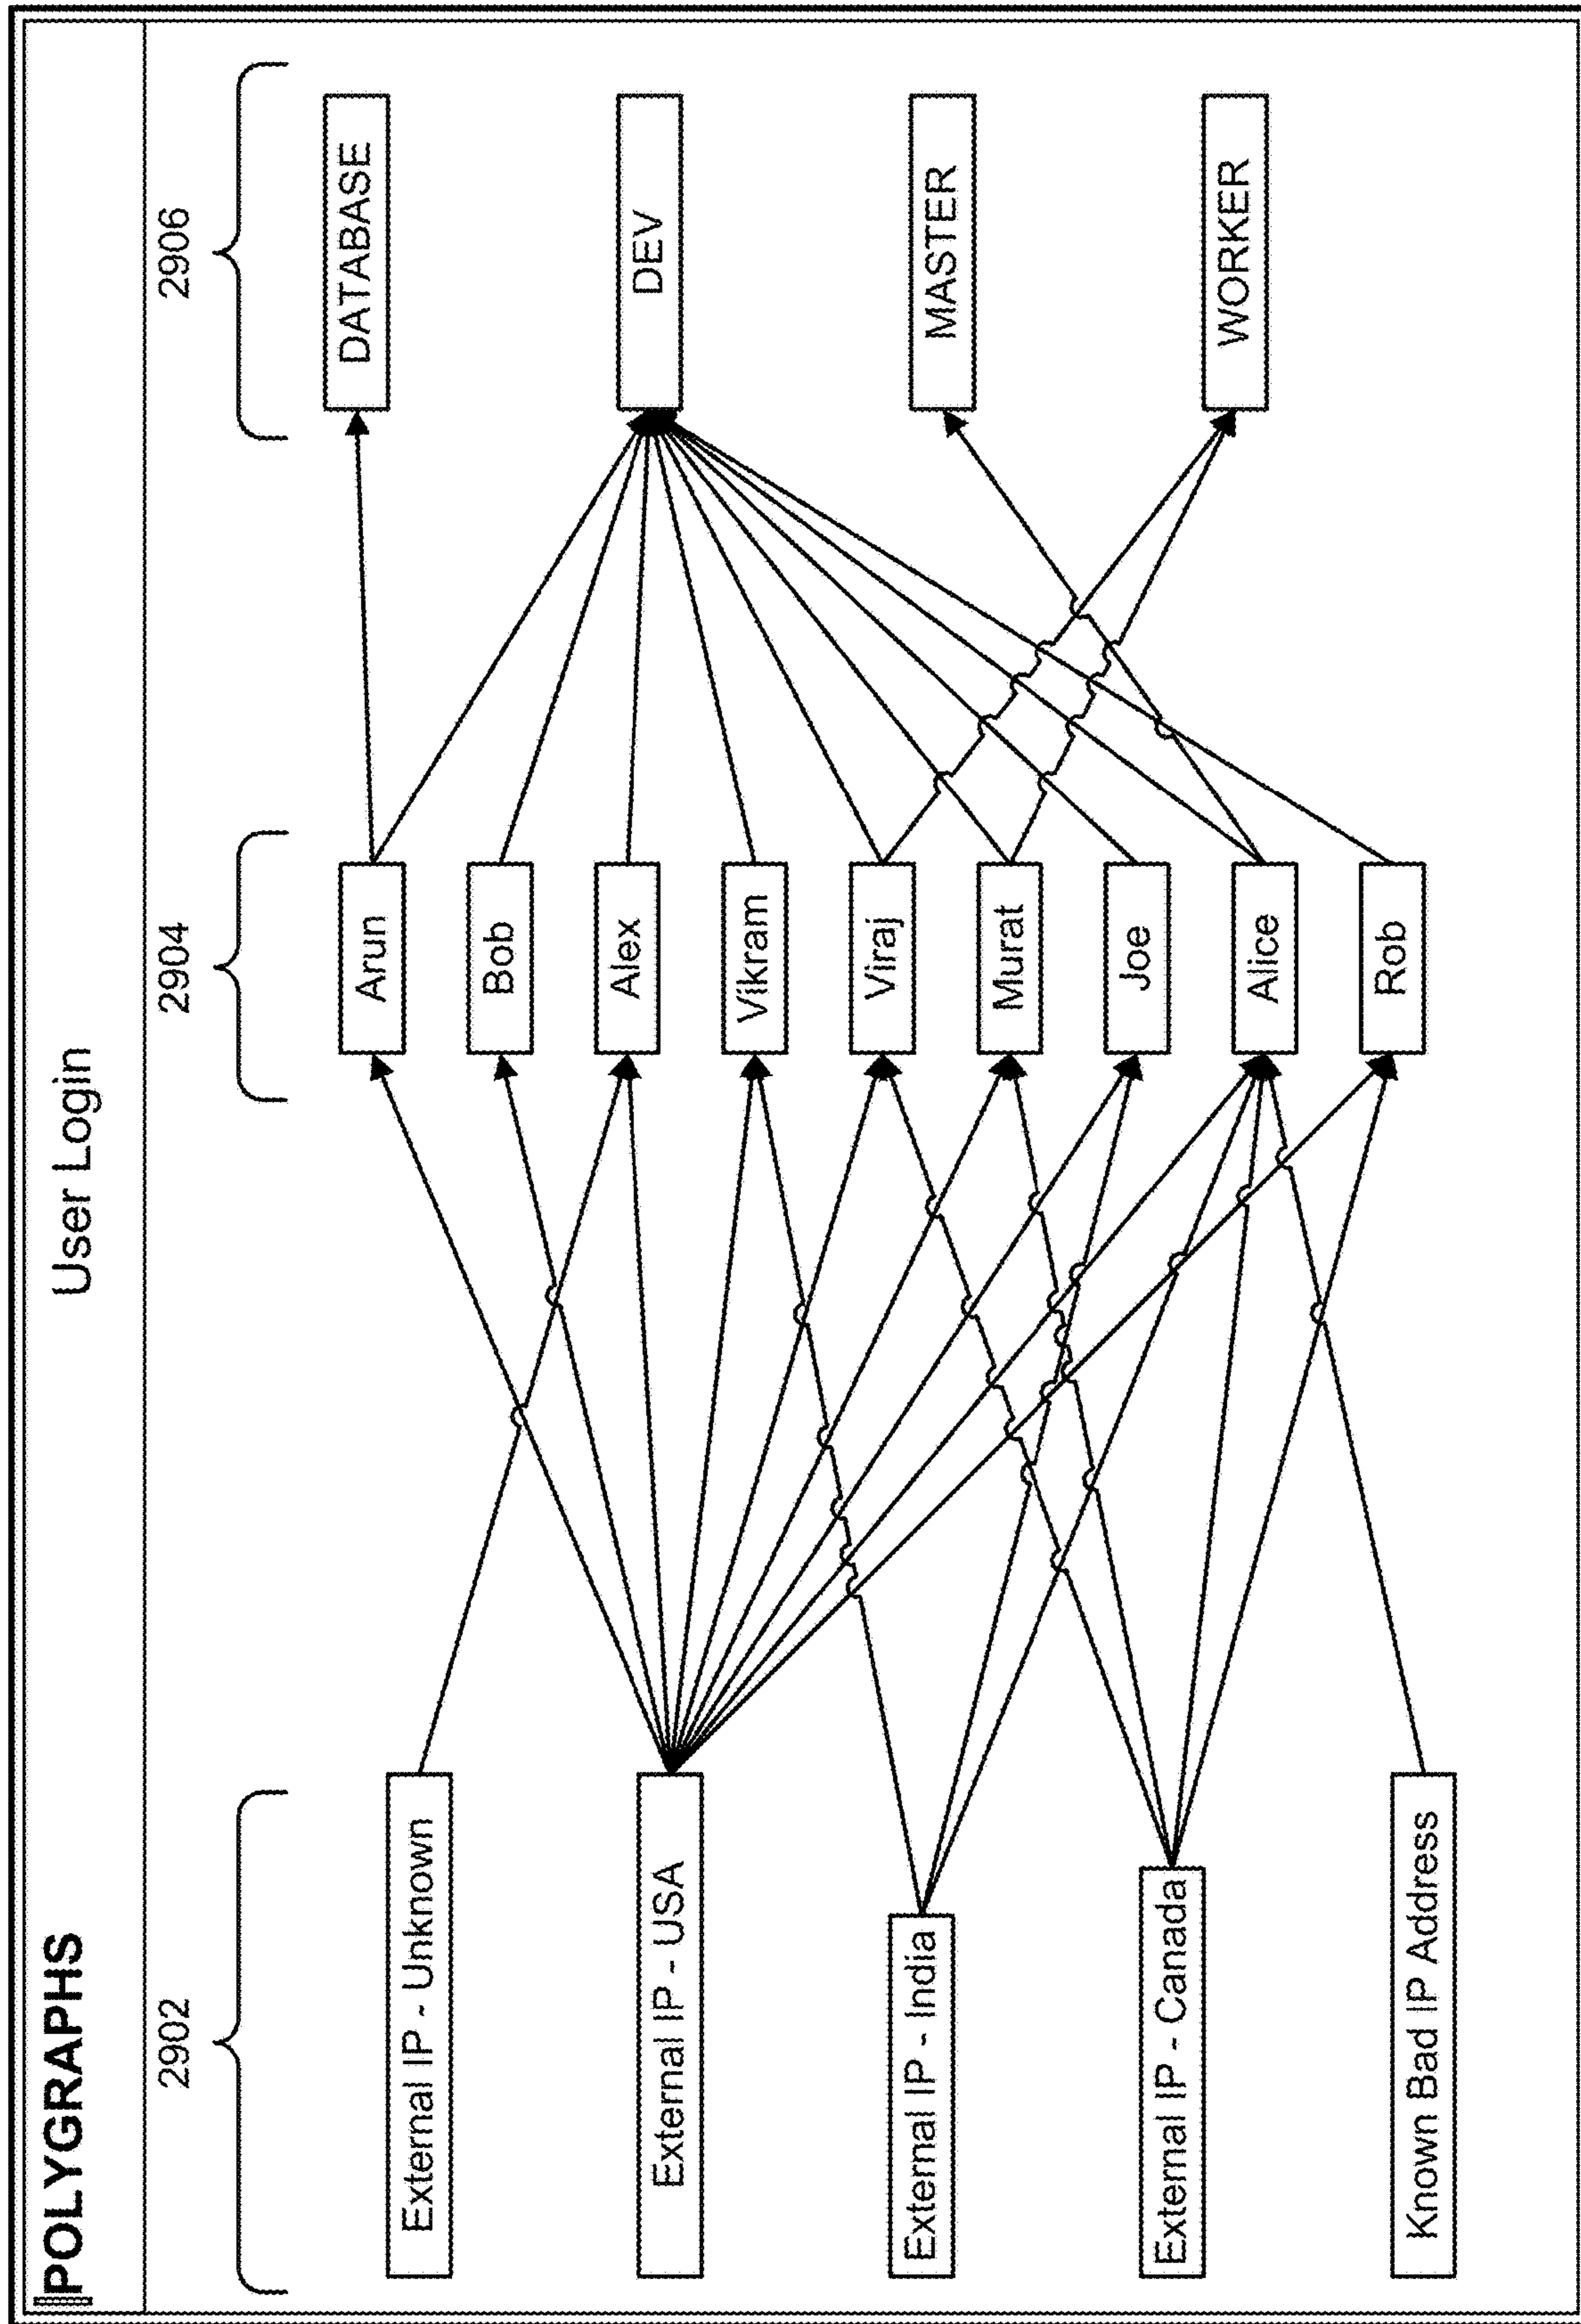 POLYGRAPHS
User Login
2902
2904
2906
External IP - Unknown
External IP - USA
External IP - India
External IP - Canada
Known Bad IP Address
Arun
Bob
Alex
Vikram
Viraj
Murat
Joe
Alice
Rob
DATABASE
DEV
MASTER
WORKER